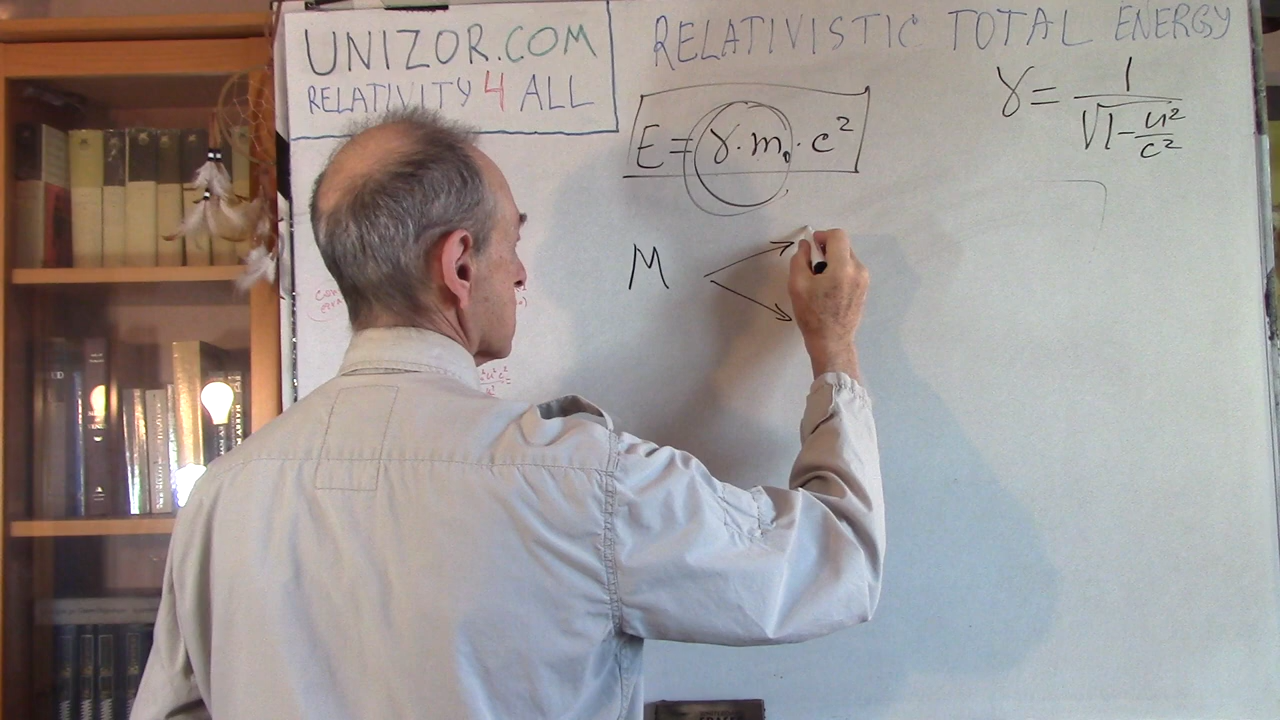 UNIZOR.COM
RELATIVITY 4 ALL
RELATIVISTIC TOTAL ENERGY
E = γ · m₀ · c²
γ = 1 / √1 - u²/c²
M